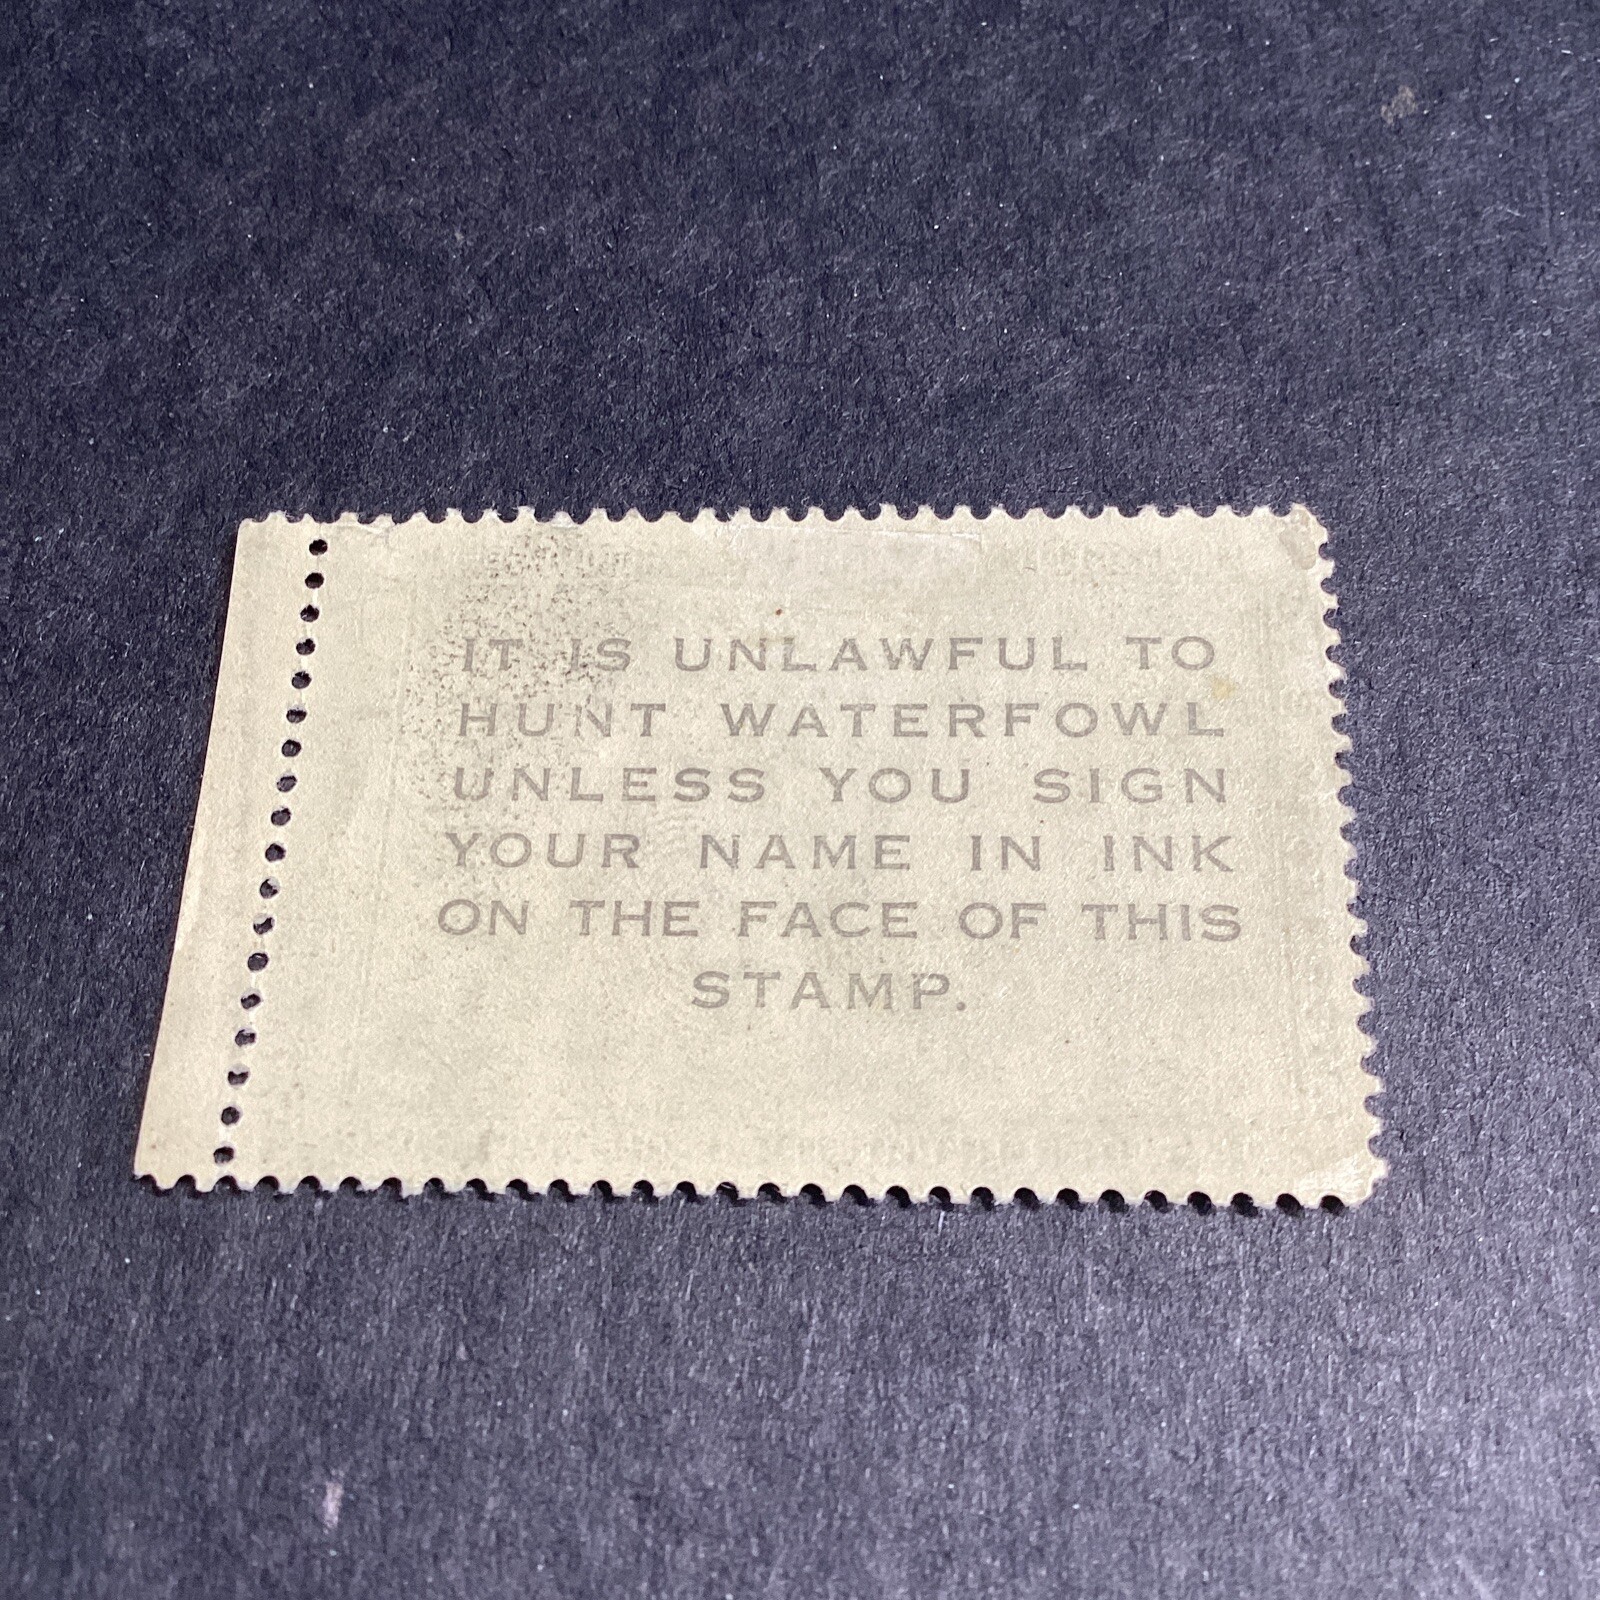 IT IS UNLAWFUL TO
HUNT WATERFOWL
UNLESS YOU SIGN
YOUR NAME IN INK
ON THE FACE OF THIS
STAMP.